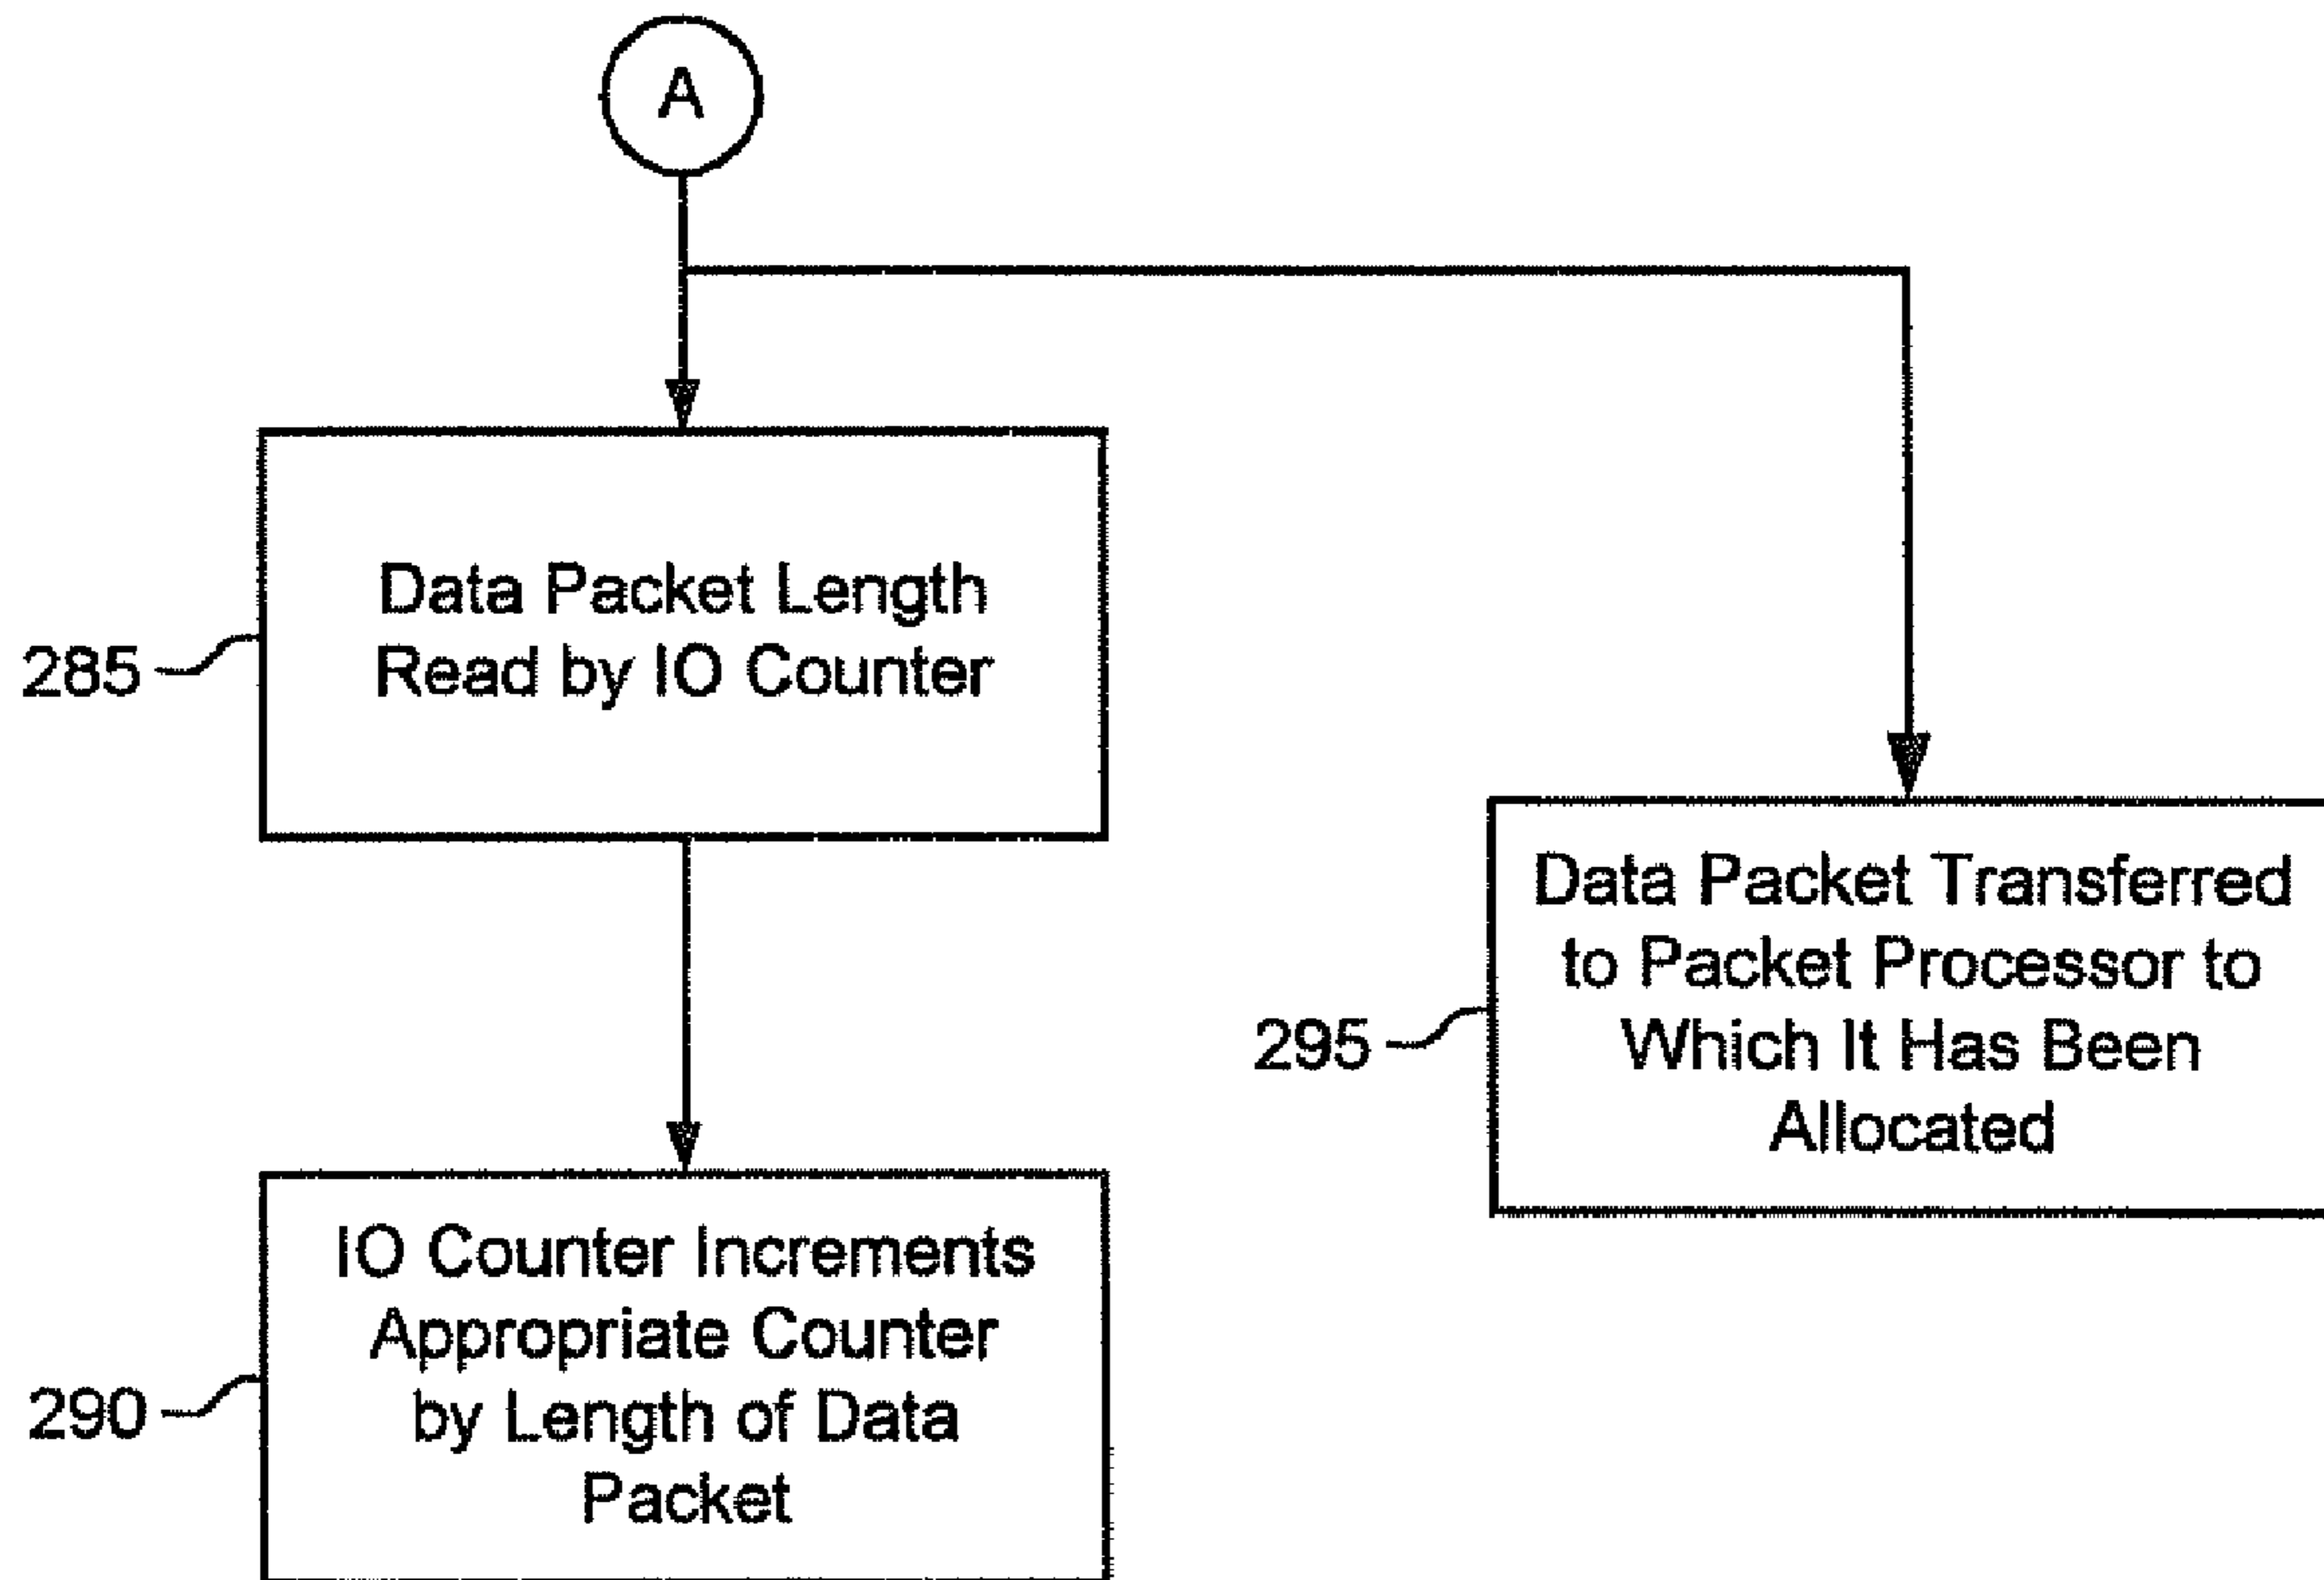 A
285
Data Packet Length
Read by IO Counter
295
Data Packet Transferred
to Packet Processor to
Which It Has Been
Allocated
290
IO Counter Increments
Appropriate Counter
by Length of Data
Packet